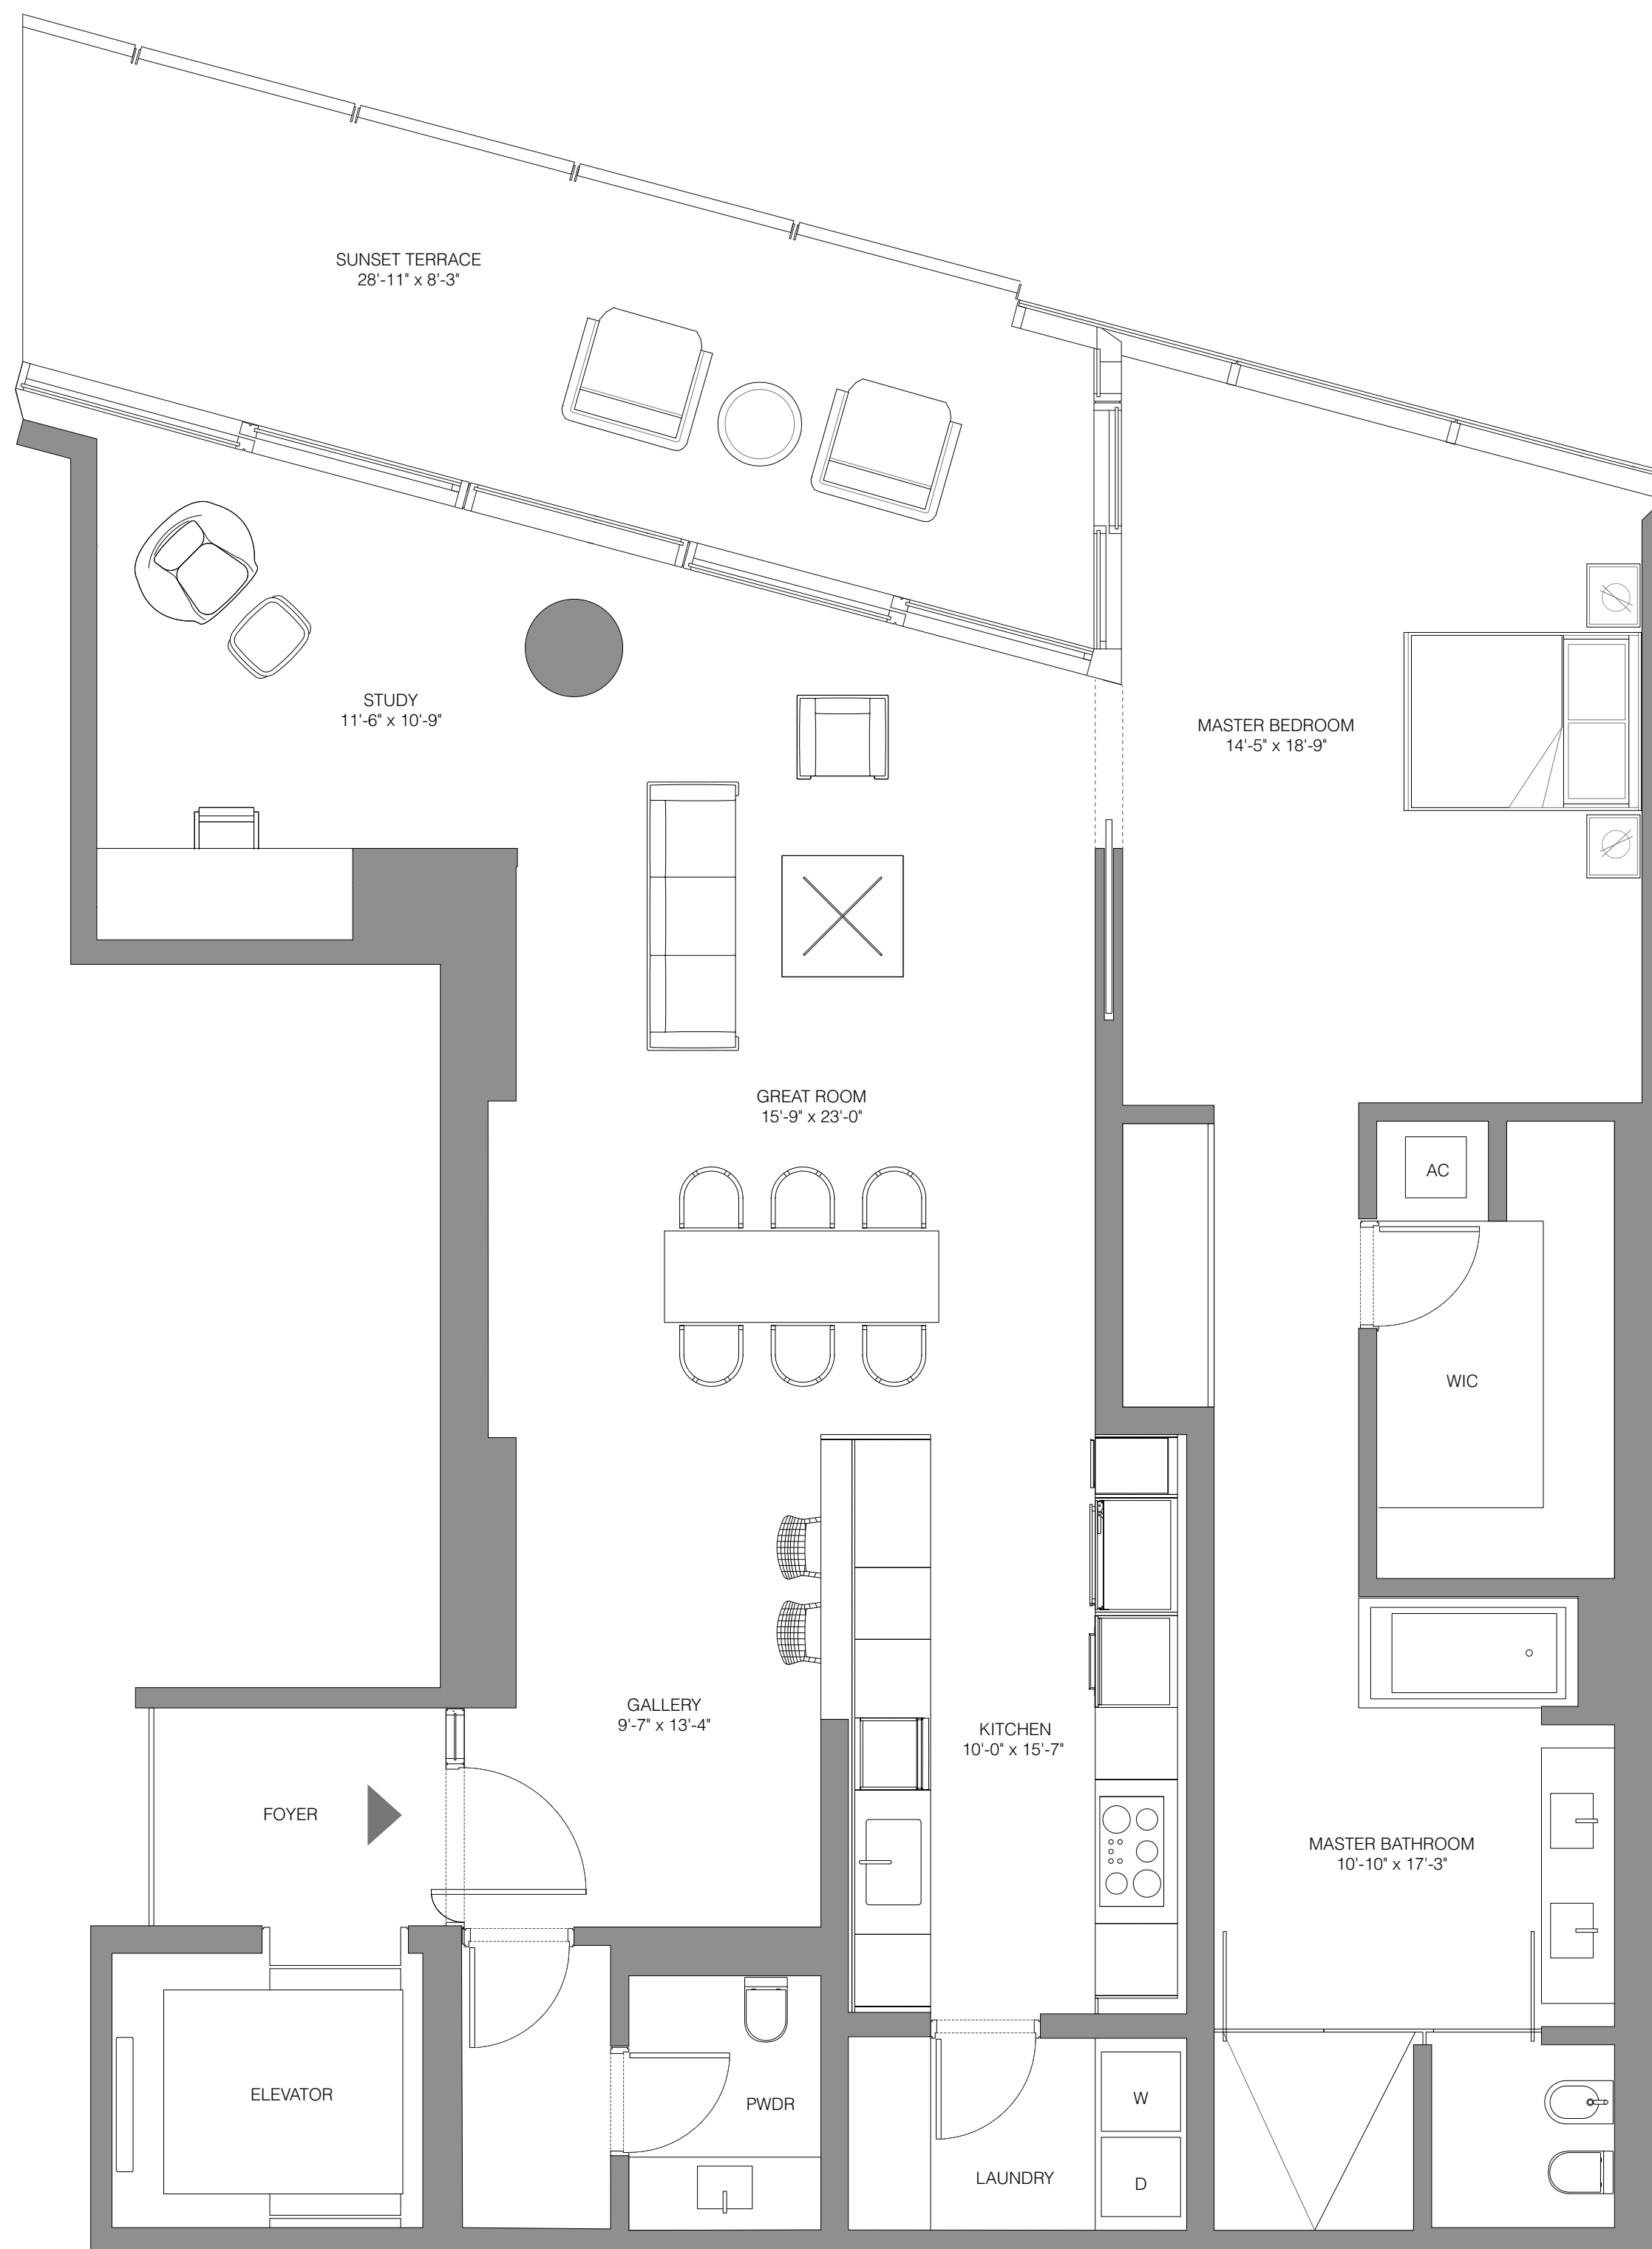 SUNSET TERRACE
28'-11" x 8'-3"
STUDY
11'-6" x 10'-9"
MASTER BEDROOM
14'-5" x 18'-9"
GREAT ROOM
15'-9" x 23'-0"
AC
WIC
GALLERY
9'-7" x 13'-4"
KITCHEN
10'-0" x 15'-7"
FOYER
MASTER BATHROOM
10'-10" x 17'-3"
ELEVATOR
PWDR
W
LAUNDRY
D